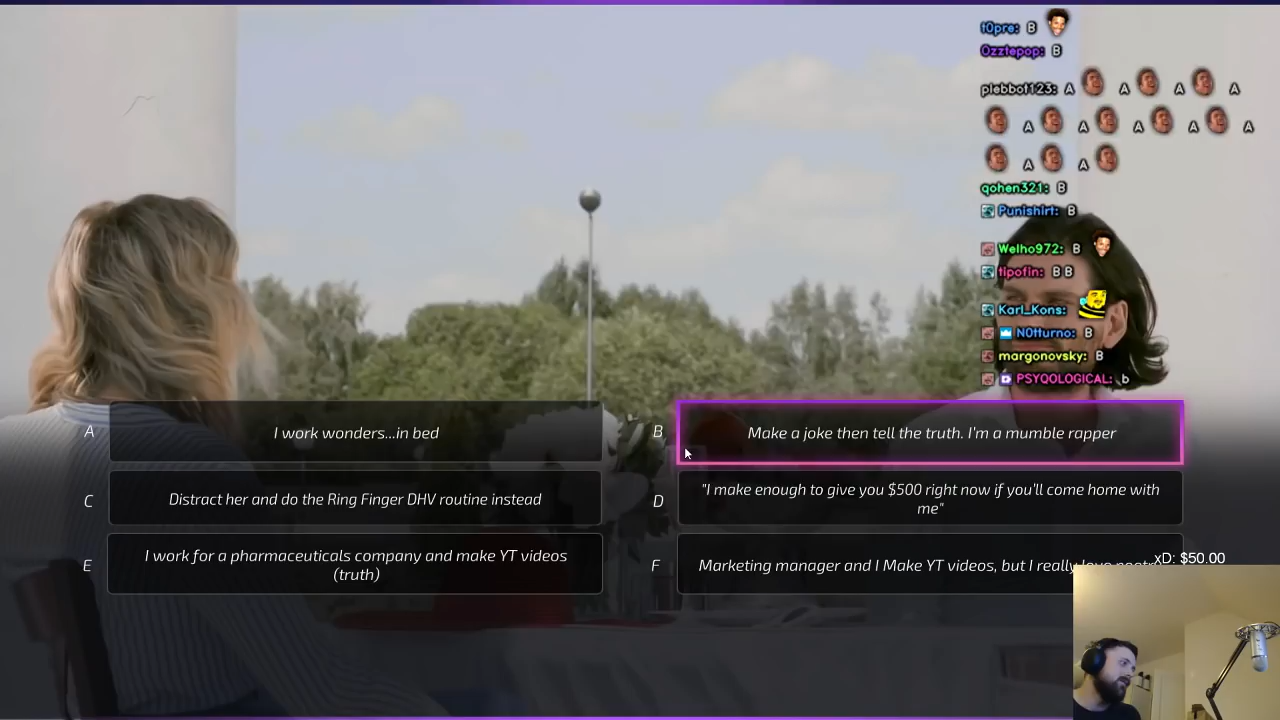 t0pre: B
Ozztepop: B
plebbot123: A A A A
A A A A A
A A
qohen321: B
Punishirt: B
Welho972: B
tipofin: B B
Karl_Kons:
N0tturno: B
margonovsky: B
PSYQOLOGICAL: b
A I work wonders...in bed
B Make a joke then tell the truth. I'm a mumble rapper
C Distract her and do the Ring Finger DHV routine instead
D "I make enough to give you $500 right now if you'll come home with
me"
E I work for a pharmaceuticals company and make YT videos
(truth)
F Marketing manager and I Make YT videos, but I really love
xD: $50.00